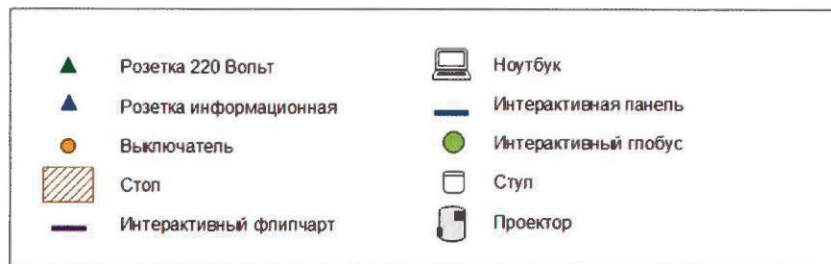 Розетка 220 Вольт
Розетка информационная
Выключатель
Стол
Интерактивный флипчарт
Ноутбук
Интерактивная панель
Интерактивный глобус
Стул
Проектор